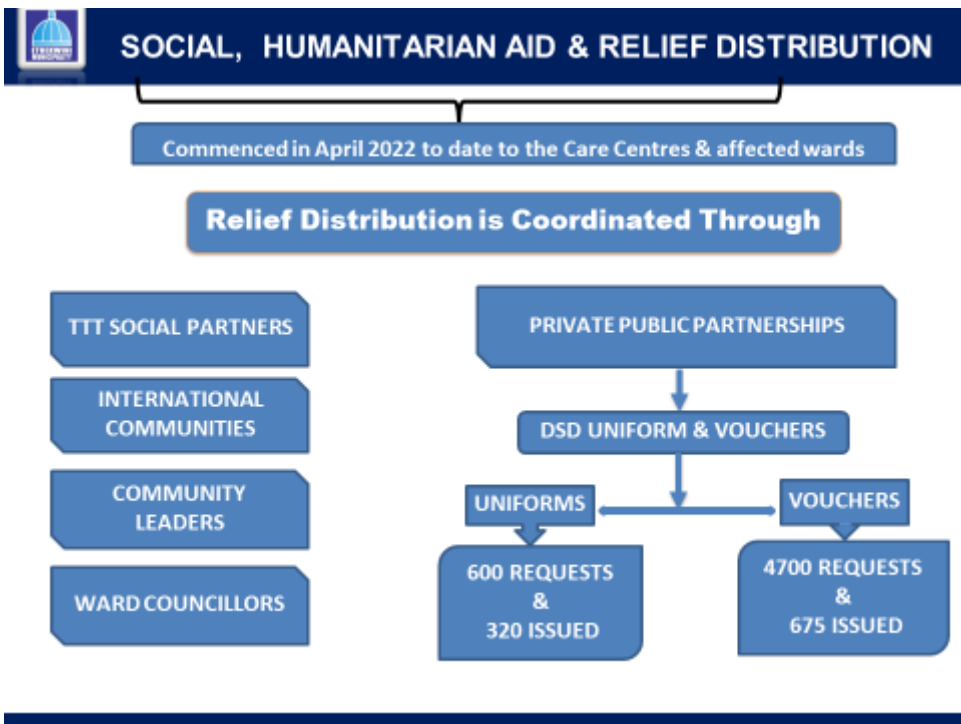 ETHEKWINI
MUNICIPALITY
SOCIAL, HUMANITARIAN AID & RELIEF DISTRIBUTION
Commenced in April 2022 to date to the Care Centres & affected wards
Relief Distribution is Coordinated Through
TTT SOCIAL PARTNERS
INTERNATIONAL
COMMUNITIES
COMMUNITY
LEADERS
WARD COUNCILLORS
PRIVATE PUBLIC PARTNERSHIPS
DSD UNIFORM & VOUCHERS
UNIFORMS
600 REQUESTS
&
320 ISSUED
VOUCHERS
4700 REQUESTS
&
675 ISSUED